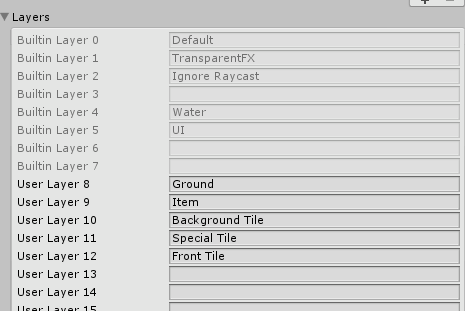 Layers
Builtin Layer 0 Default
Builtin Layer 1 TransparentFX
Builtin Layer 2 Ignore Raycast
Builtin Layer 3
Builtin Layer 4 Water
Builtin Layer 5 UI
Builtin Layer 6
Builtin Layer 7
User Layer 8 Ground
User Layer 9 Item
User Layer 10 Background Tile
User Layer 11 Special Tile
User Layer 12 Front Tile
User Layer 13
User Layer 14
User Layer 15